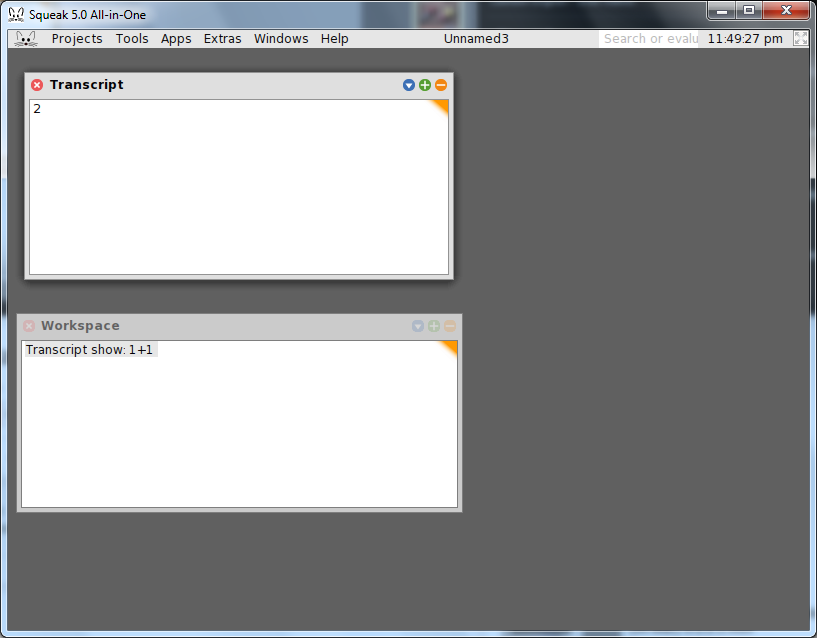 Squeak 5.0 All-in-One
Projects Tools Apps Extras Windows Help Unnamed3 Search or evalu 11:49:27 pm
Transcript
2
Workspace
Transcript show: 1+1